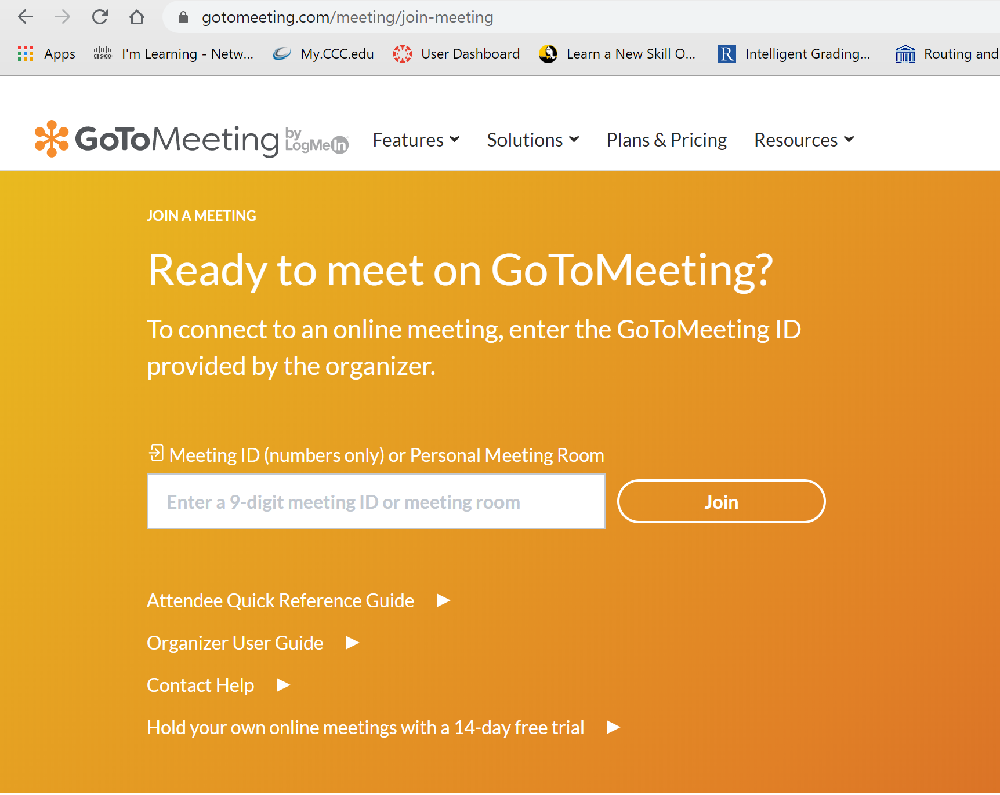 gotomeeting.com/meeting/join-meeting
Apps cisco I'm Learning - Netw... My.CCC.edu User Dashboard Learn a New Skill O... R Intelligent Grading... Routing and
GoToMeeting by LogMeIn Features Solutions Plans & Pricing Resources
JOIN A MEETING
Ready to meet on GoToMeeting?
To connect to an online meeting, enter the GoToMeeting ID
provided by the organizer.
Meeting ID (numbers only) or Personal Meeting Room
Enter a 9-digit meeting ID or meeting room Join
Attendee Quick Reference Guide
Organizer User Guide
Contact Help
Hold your own online meetings with a 14-day free trial